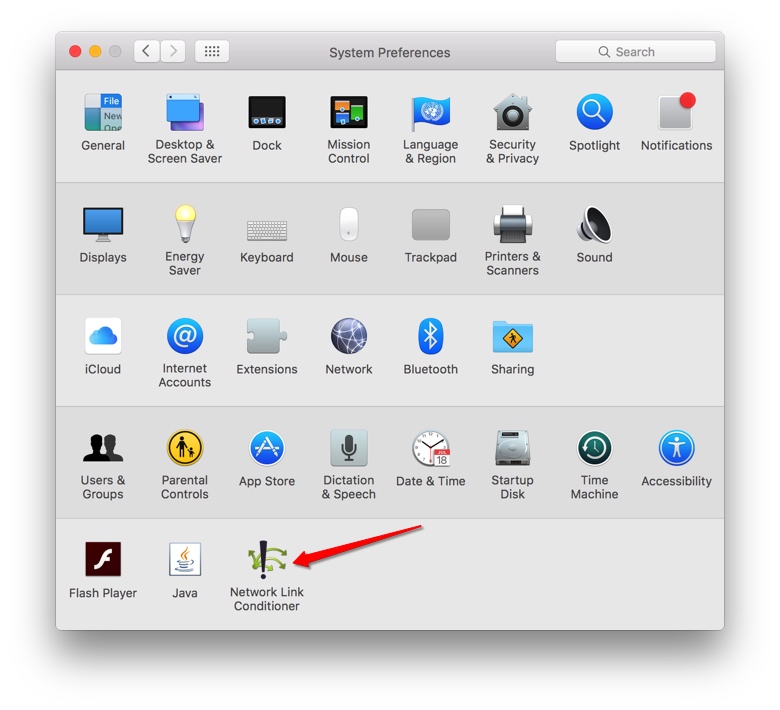 System Preferences
Search
File
New
Ope
General
Desktop &
Screen Saver
Dock
Mission
Control
Language
& Region
Security
& Privacy
Spotlight
Notifications
Displays
Energy
Saver
Keyboard
Mouse
Trackpad
Printers &
Scanners
Sound
iCloud
@
Internet
Accounts
Extensions
Network
Bluetooth
Sharing
Users &
Groups
Parental
Controls
App Store
Dictation
& Speech
JUL
18
Date & Time
Startup
Disk
Time
Machine
Accessibility
Flash Player
Java
Network Link
Conditioner